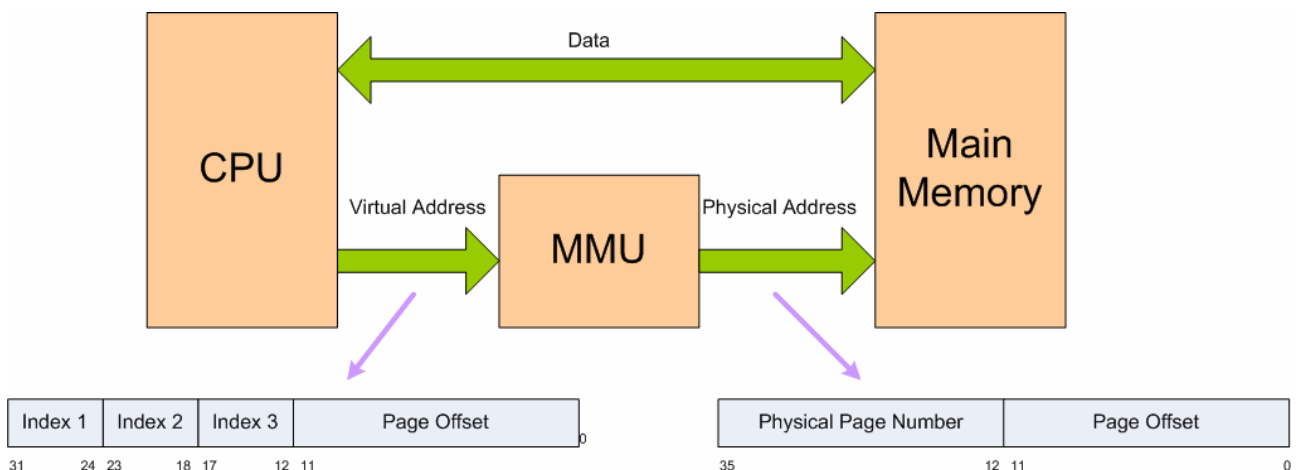 Data
CPU
Main
Memory
Virtual Address
Physical Address
MMU
Index 1 Index 2 Index 3 Page Offset
0
31 24 23 18 17 12 11
Physical Page Number Page Offset
35 12 11 0